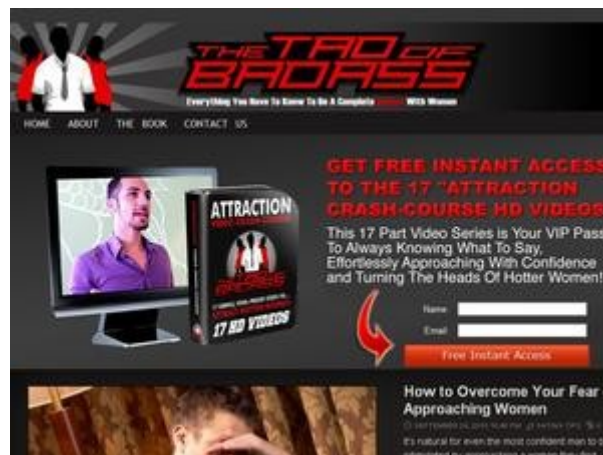 THE TAO OF
BADASS
Everything You Have To Know To Be A Complete With Women
HOME ABOUT THE BOOK CONTACT US
GET FREE INSTANT ACCESS
TO THE 17 "ATTRACTION
CRASH-COURSE HD VIDEOS
This 17 Part Video Series is Your VIP Pass
To Always Knowing What To Say,
Effortlessly Approaching With Confidence
and Turning The Heads Of Hotter Women!
ATTRACTION
THE TAO OF
BADASS
17 HD VIDEOS
Name
Email
Free Instant Access
How to Overcome Your Fear
Approaching Women
It's natural for even the most confident man to